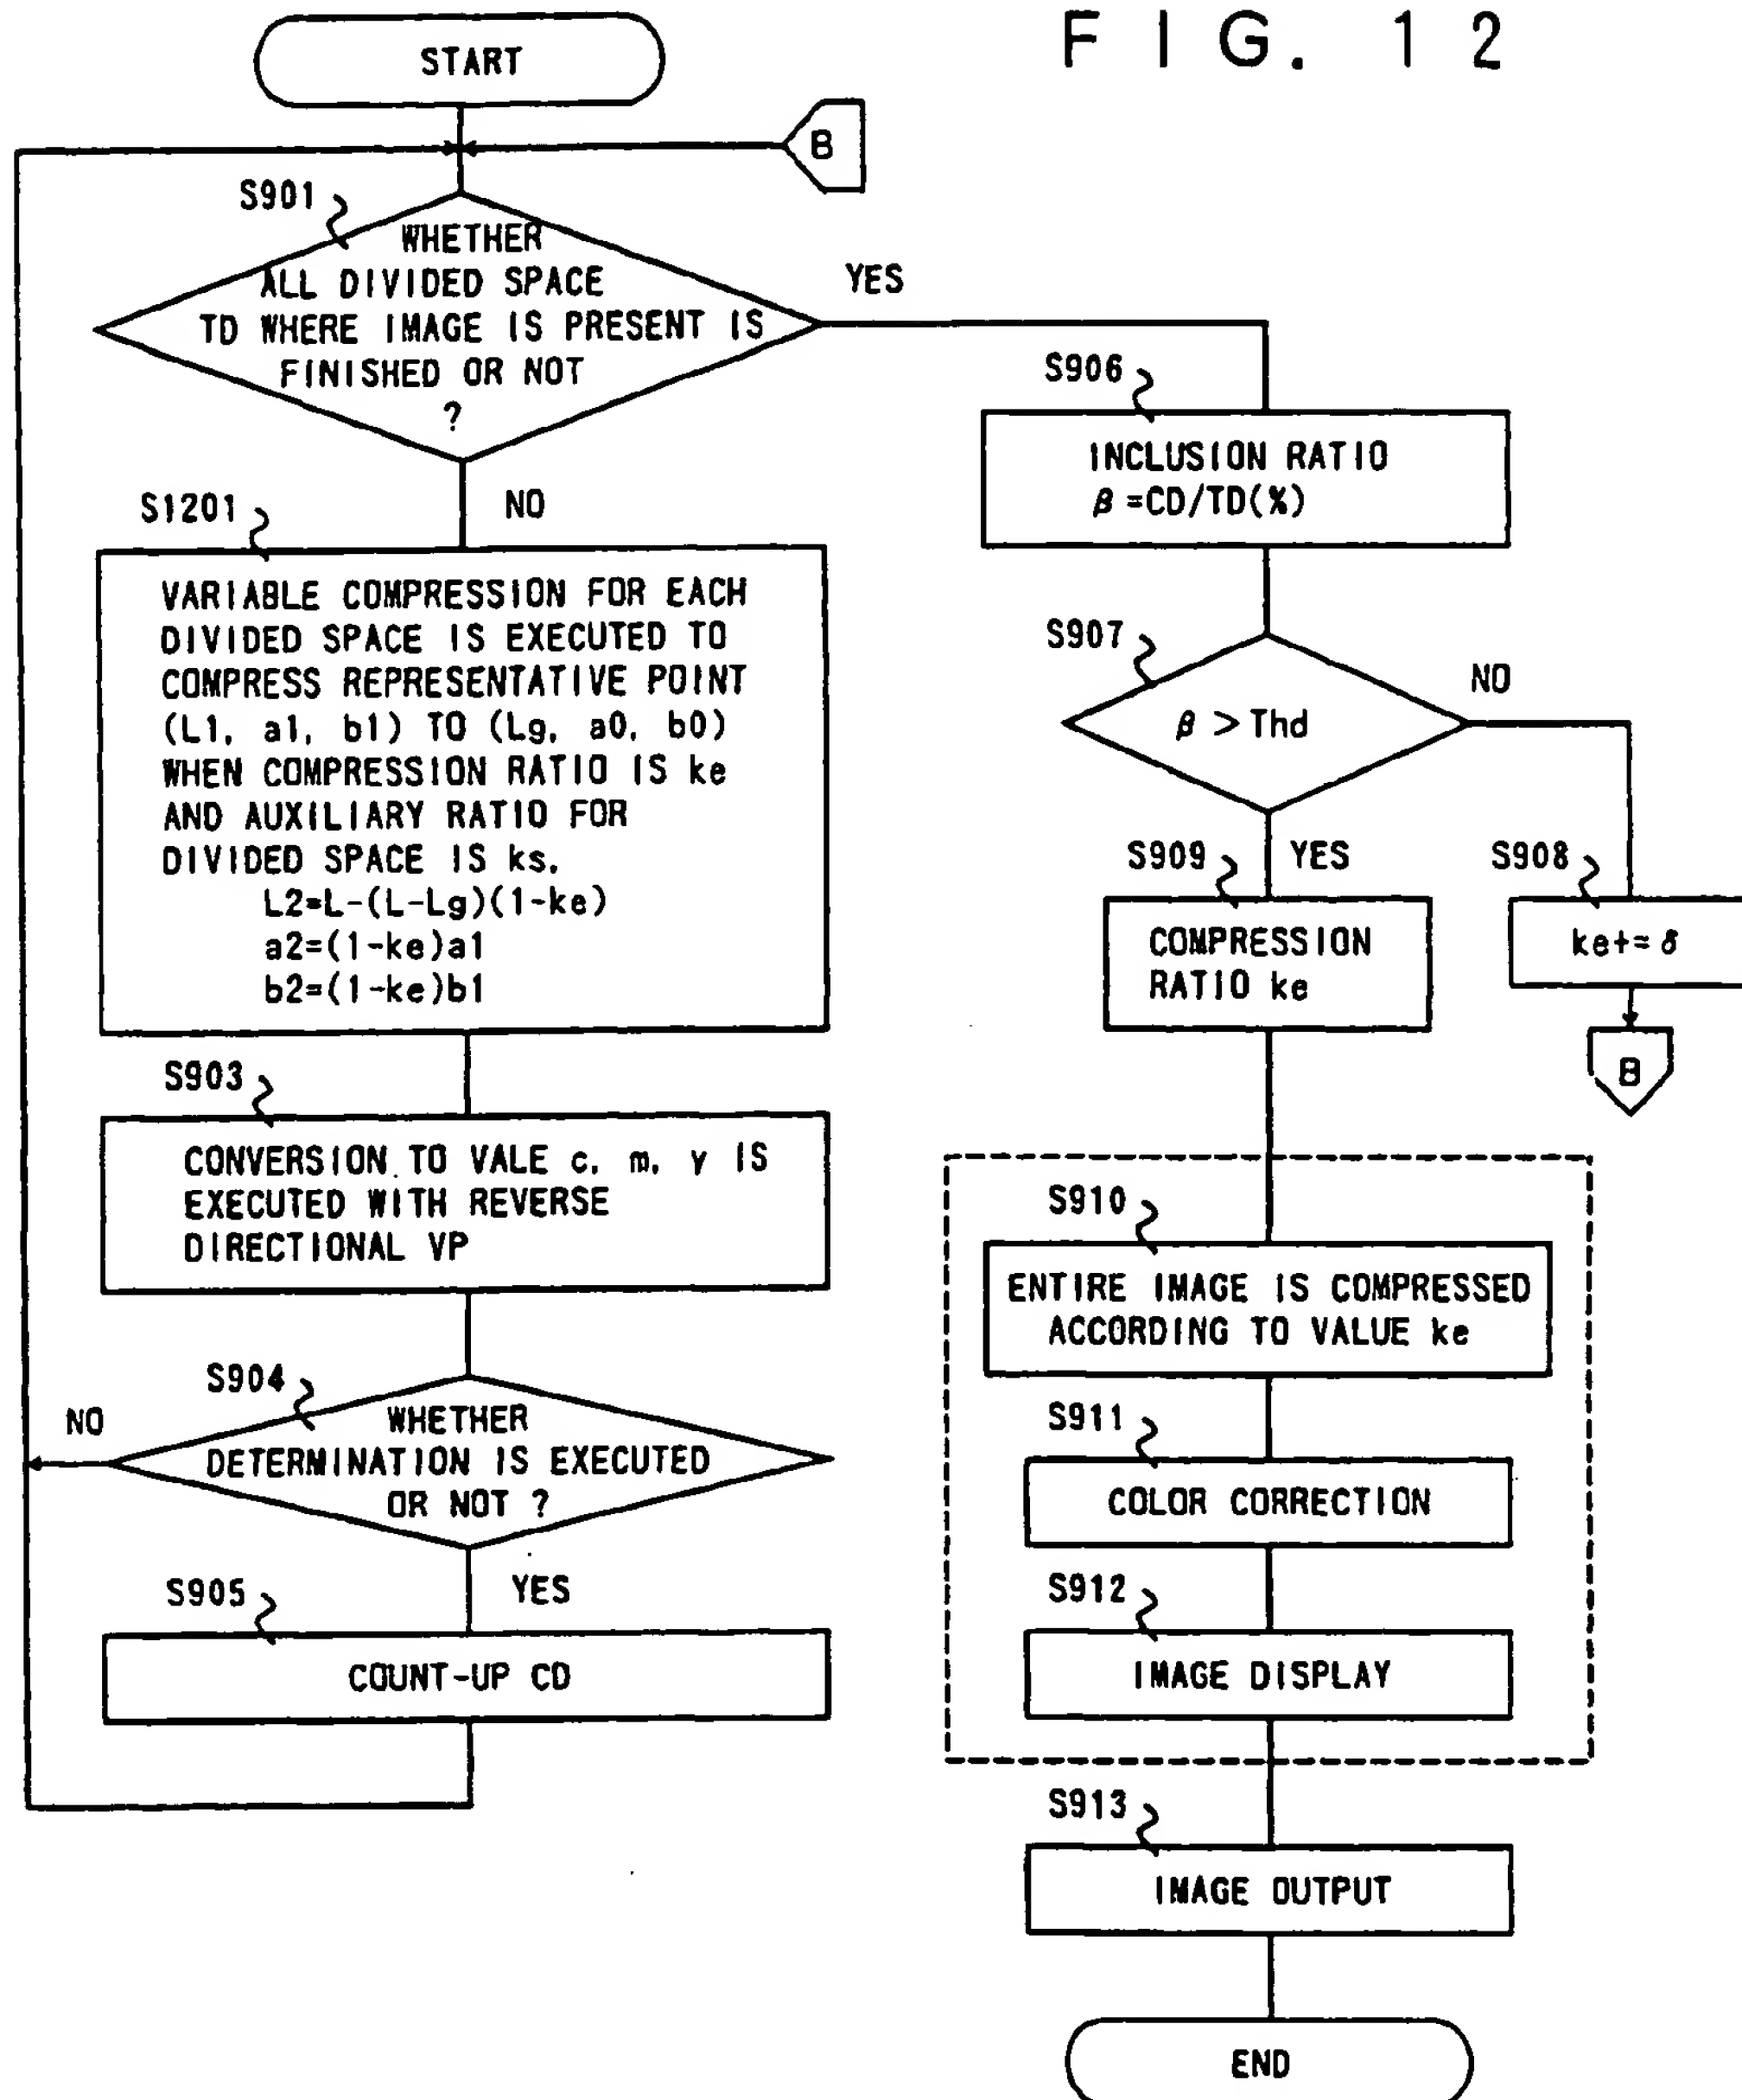 FIG. 12
START
B
S901
WHETHER
ALL DIVIDED SPACE
TD WHERE IMAGE IS PRESENT IS
FINISHED OR NOT
?
YES
NO
S1201
VARIABLE COMPRESSION FOR EACH
DIVIDED SPACE IS EXECUTED TO
COMPRESS REPRESENTATIVE POINT
(L1, a1, b1) TO (Lg, a0, b0)
WHEN COMPRESSION RATIO IS ke
AND AUXILIARY RATIO FOR
DIVIDED SPACE IS ks.
L2=L-(L-Lg)(1-ke)
a2=(1-ke)a1
b2=(1-ke)b1
S903
CONVERSION TO VALE c, m, y IS
EXECUTED WITH REVERSE
DIRECTIONAL VP
S904
WHETHER
DETERMINATION IS EXECUTED
OR NOT ?
NO
YES
S905
COUNT-UP CD
S906
INCLUSION RATIO
β=CD/TD(%)
S907
β > Thd
NO
YES
S909
COMPRESSION
RATIO ke
S908
ke+= δ
B
S910
ENTIRE IMAGE IS COMPRESSED
ACCORDING TO VALUE ke
S911
COLOR CORRECTION
S912
IMAGE DISPLAY
S913
IMAGE OUTPUT
END